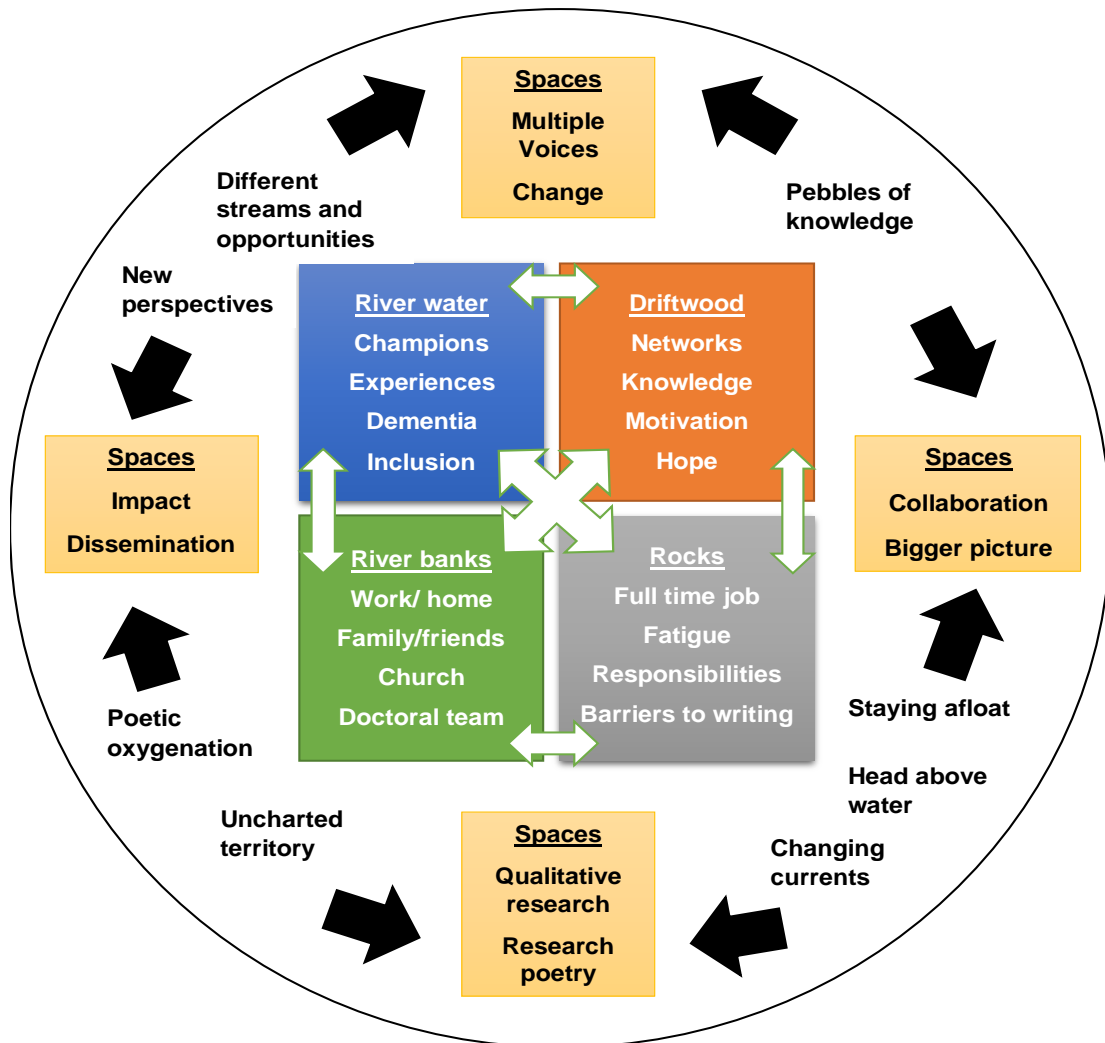 Spaces
Multiple
Voices
Change
Different
streams and
opportunities
Pebbles of
knowledge
New
perspectives
River water
Champions
Experiences
Dementia
Inclusion
Driftwood
Networks
Knowledge
Motivation
Hope
Spaces
Impact
Dissemination
Spaces
Collaboration
Bigger picture
River banks
Work/ home
Family/friends
Church
Doctoral team
Rocks
Full time job
Fatigue
Responsibilities
Barriers to writing
Poetic
oxygenation
Staying afloat
Head above
water
Uncharted
territory
Changing
currents
Spaces
Qualitative
research
Research
poetry